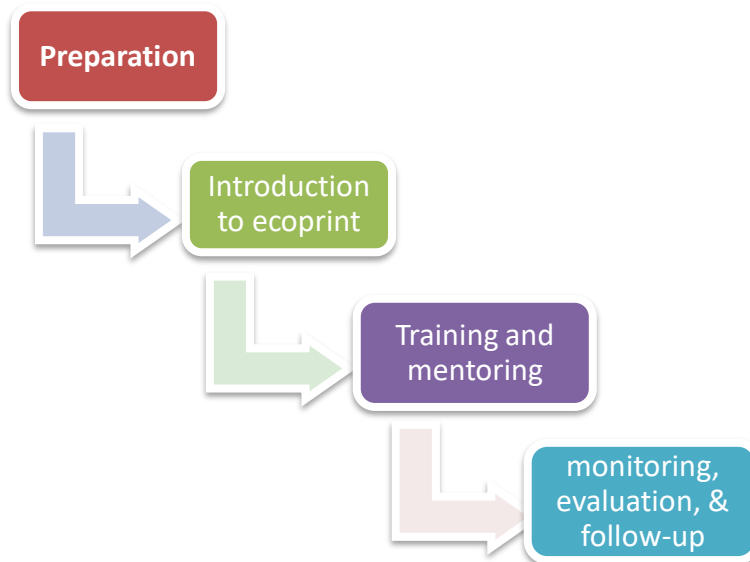 Preparation
Introduction
to ecoprint
Training and
mentoring
monitoring,
evaluation, &
follow-up